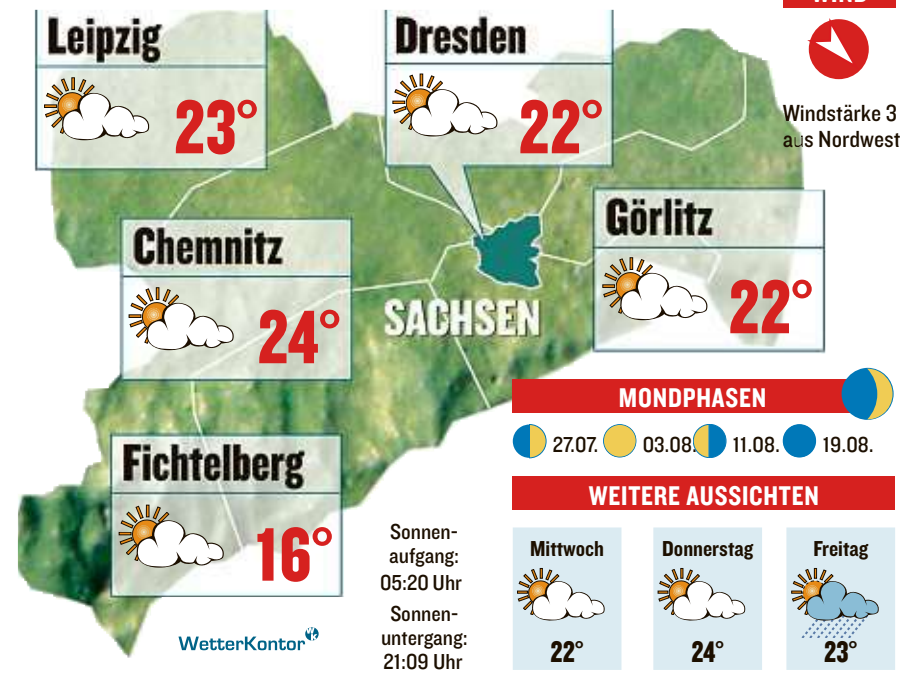 WIND
Leipzig
23°
Dresden
22°
Windstärke 3
aus Nordwest
Chemnitz
24°
Görlitz
22°
SACHSEN
Fichtelberg
16°
MONDPHASEN
27.07.
03.08.
11.08.
19.08.
WEITERE AUSSICHTEN
Mittwoch
22°
Donnerstag
24°
Freitag
23°
Sonnen-
aufgang:
05:20 Uhr
Sonnen-
untergang:
21:09 Uhr
WetterKontor